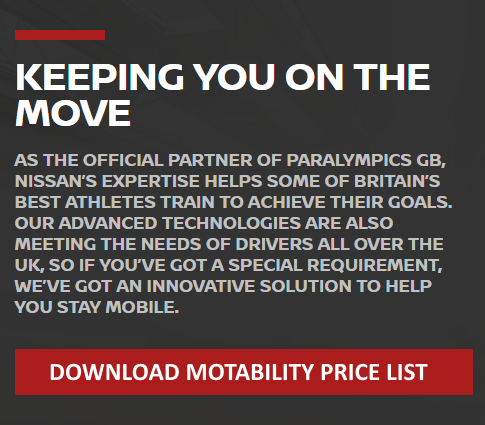 KEEPING YOU ON THE
MOVE
AS THE OFFICIAL PARTNER OF PARALYMPICS GB,
NISSAN'S EXPERTISE HELPS SOME OF BRITAIN'S
BEST ATHLETES TRAIN TO ACHIEVE THEIR GOALS.
OUR ADVANCED TECHNOLOGIES ARE ALSO
MEETING THE NEEDS OF DRIVERS ALL OVER THE
UK, SO IF YOU'VE GOT A SPECIAL REQUIREMENT,
WE'VE GOT AN INNOVATIVE SOLUTION TO HELP
YOU STAY MOBILE.
DOWNLOAD MOTABILITY PRICE LIST